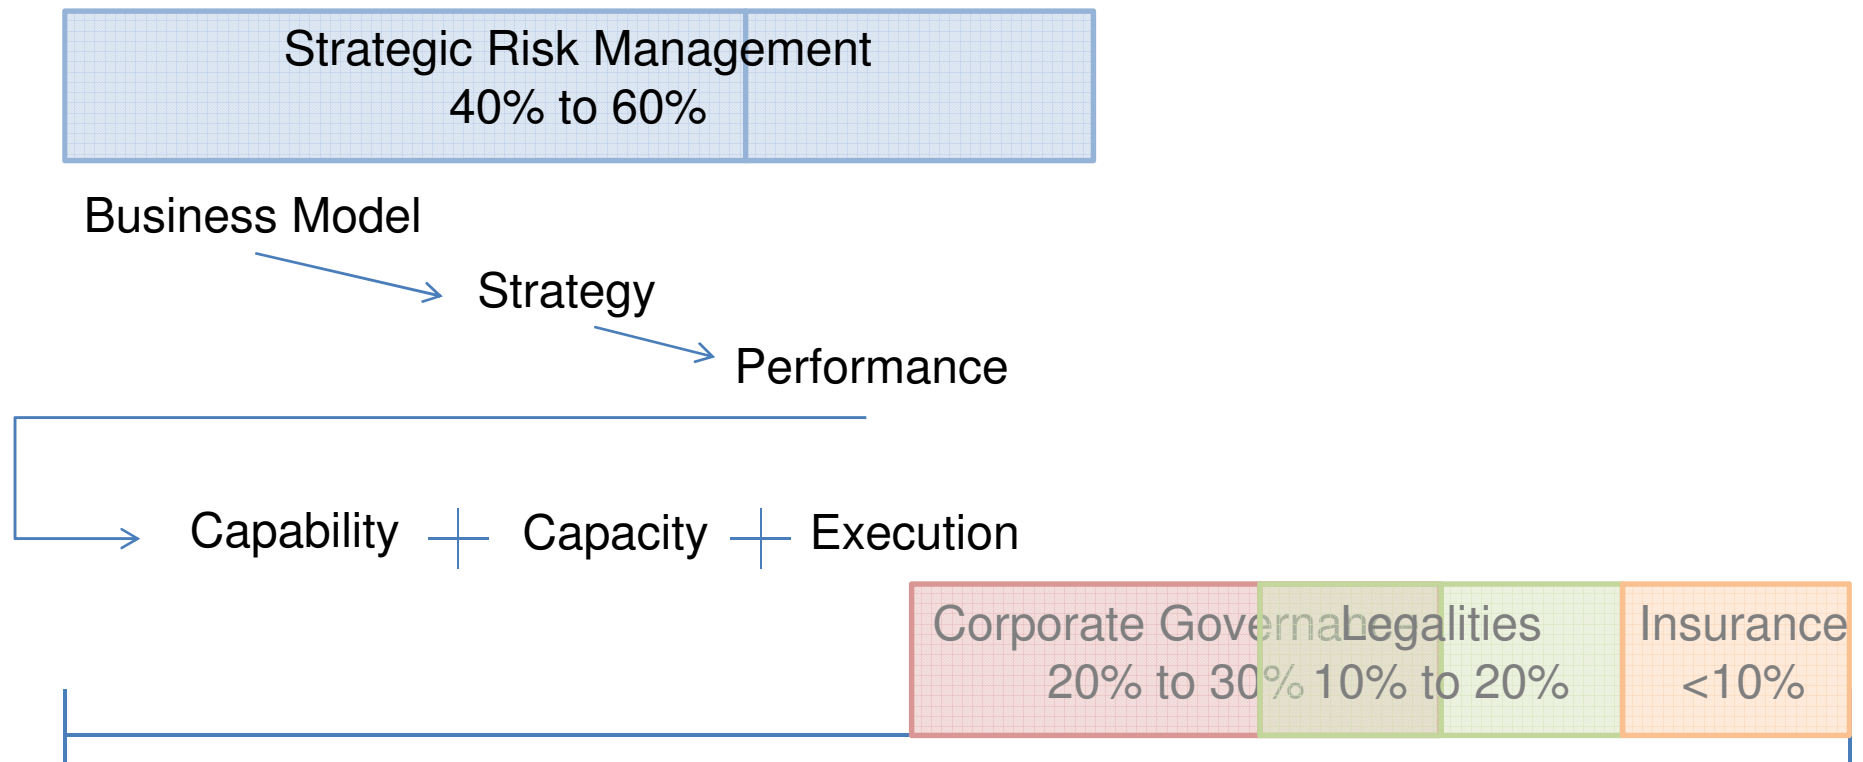 Strategic Risk Management
40% to 60%
Business Model
Strategy
Performance
Capability
Capacity
Execution
Corporate
Legalities
Insurance
20% to 30%
10% to 20%
<10%